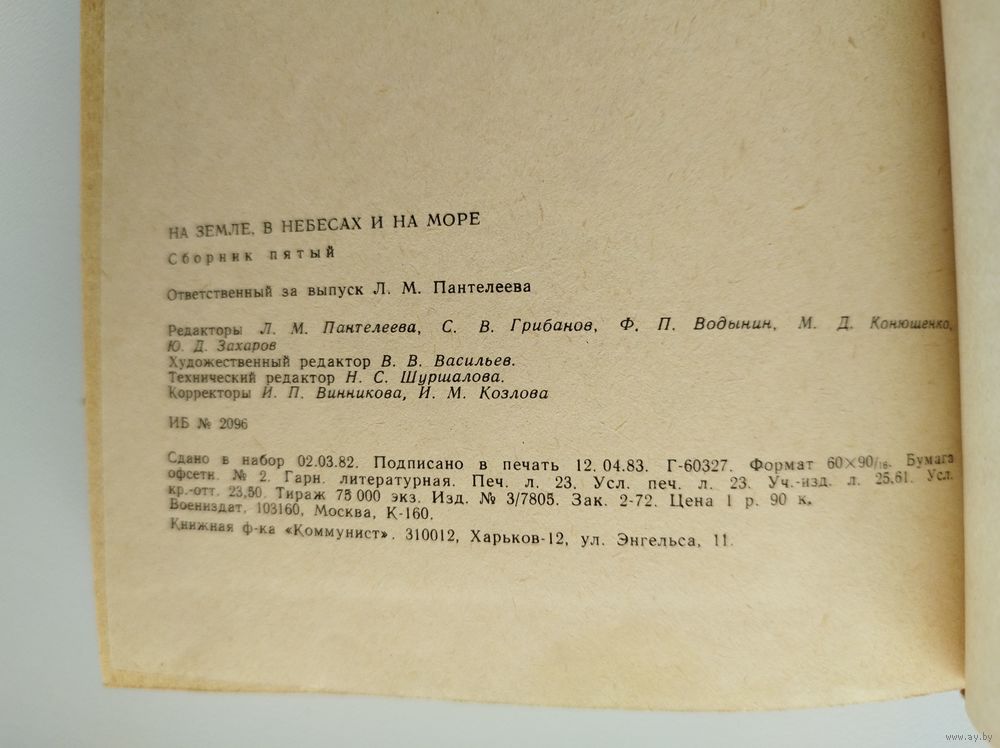 НА ЗЕМЛЕ, В НЕБЕСАХ И НА МОРЕ
Сборник пятый
Ответственный за выпуск Л. М. Пантелеева
Редакторы Л. М. Пантелеева, С. В. Грибанов, Ф. П. Водынин, М. Д. Конюшенко,
Ю. Д. Захаров
Художественный редактор В. В. Васильев.
Технический редактор Н. С. Шуршалова.
Корректоры И. П. Винникова, И. М. Козлова
ИБ № 2096
Сдано в набор 02.03.82. Подписано в печать 12.04.83. Г-60327. Формат 60×90/16. Бумага
офсетн. № 2. Гарн. литературная. Печ. л. 23. Усл. печ. л. 23. Уч.-изд. л. 25,61. Усл.
кр.-отт. 23,50. Тираж 75 000 экз. Изд. № 3/7805. Зак. 2-72. Цена 1 р. 90 к.
Воениздат, 103160, Москва, К-160.
Книжная ф-ка «Коммунист». 310012, Харьков-12, ул. Энгельса, 11.
www.ay.by